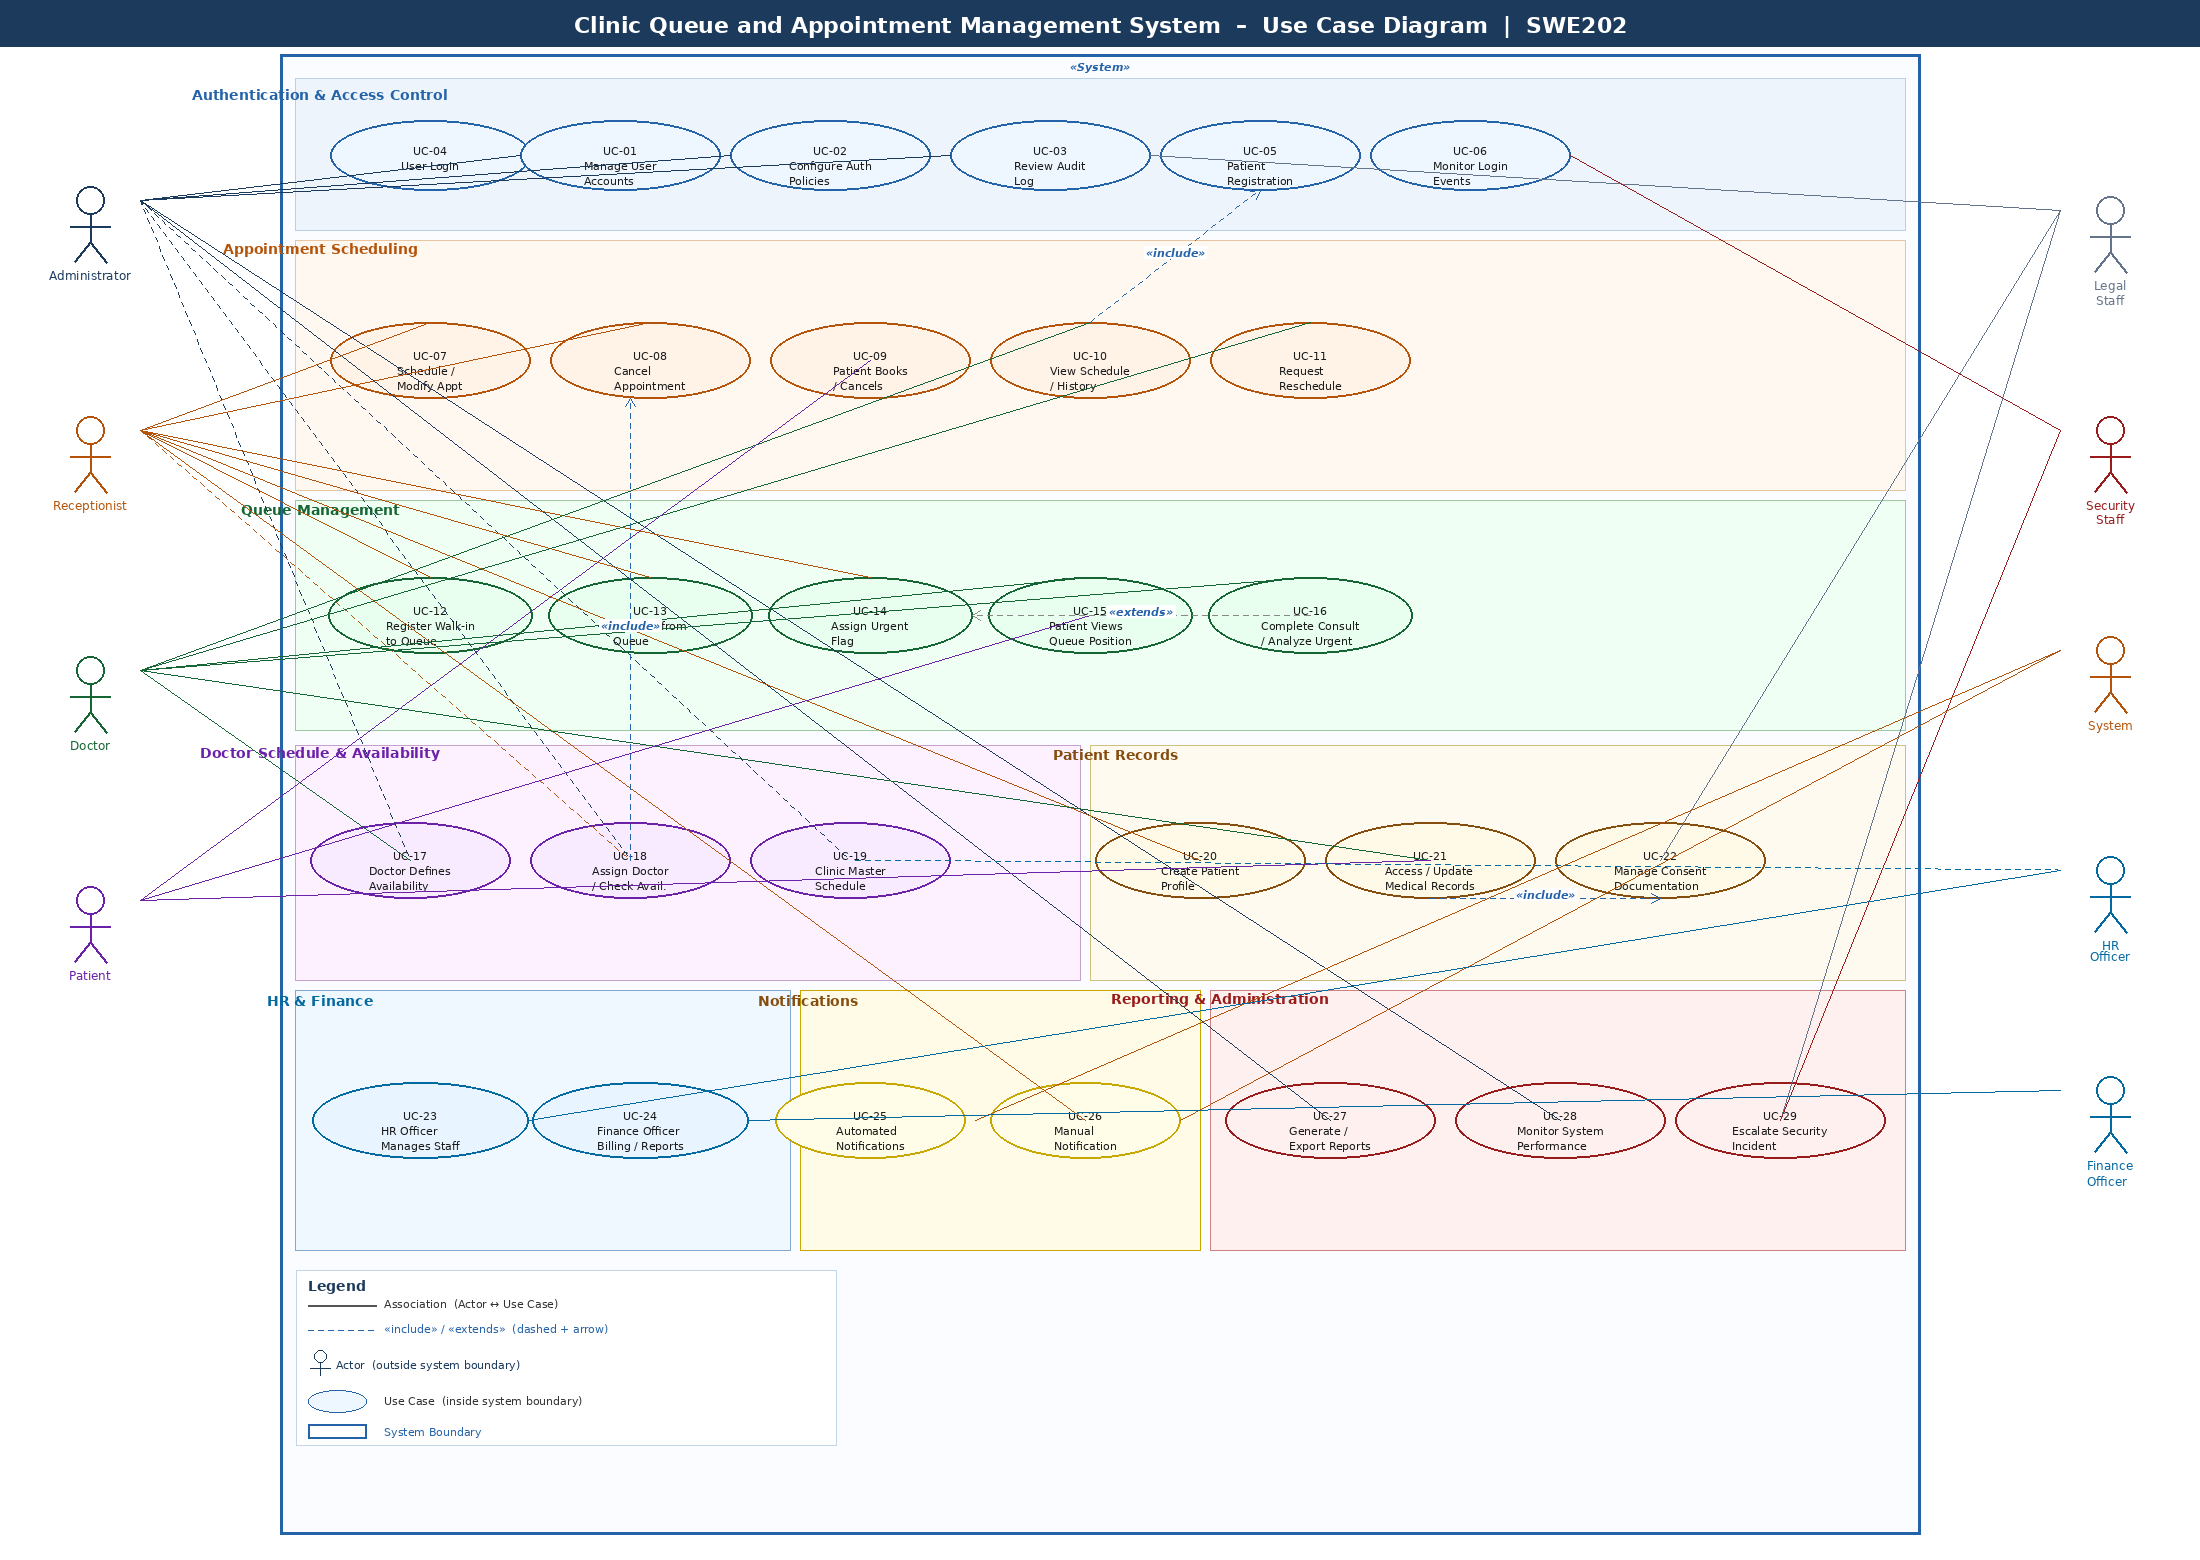 Clinic Queue and Appointment Management System – Use Case Diagram | SWE202
«System»
Authentication & Access Control
UC-04
User Login
UC-01
Manage User
Accounts
UC-02
Configure Auth
Policies
UC-03
Review Audit
Log
UC-05
Patient
Registration
UC-06
Monitor Login
Events
Administrator
Legal
Staff
Appointment Scheduling
«include»
UC-07
Schedule /
Modify Appt
UC-08
Cancel
Appointment
UC-09
Patient Books
/ Cancels
UC-10
View Schedule
/ History
UC-11
Request
Reschedule
Receptionist
Security
Staff
Queue Management
UC-12
Register Walk-in
to Queue
UC-13
«include» from
Queue
UC-14
Assign Urgent
Flag
UC-15
Patient Views
Queue Position
«extends»
UC-16
Complete Consult
/ Analyze Urgent
Doctor
System
Doctor Schedule & Availability
Patient Records
UC-17
Doctor Defines
Availability
UC-18
Assign Doctor
/ Check Avail.
UC-19
Clinic Master
Schedule
UC-20
Create Patient
Profile
UC-21
Access / Update
Medical Records
«include»
UC-22
Manage Consent
Documentation
Patient
HR
Officer
HR & Finance
Notifications
Reporting & Administration
UC-23
HR Officer
Manages Staff
UC-24
Finance Officer
Billing / Reports
UC-25
Automated
Notifications
UC-26
Manual
Notification
UC-27
Generate /
Export Reports
UC-28
Monitor System
Performance
UC-29
Escalate Security
Incident
Finance
Officer
Legend
Association (Actor ↔ Use Case)
«include» / «extends» (dashed + arrow)
Actor (outside system boundary)
Use Case (inside system boundary)
System Boundary